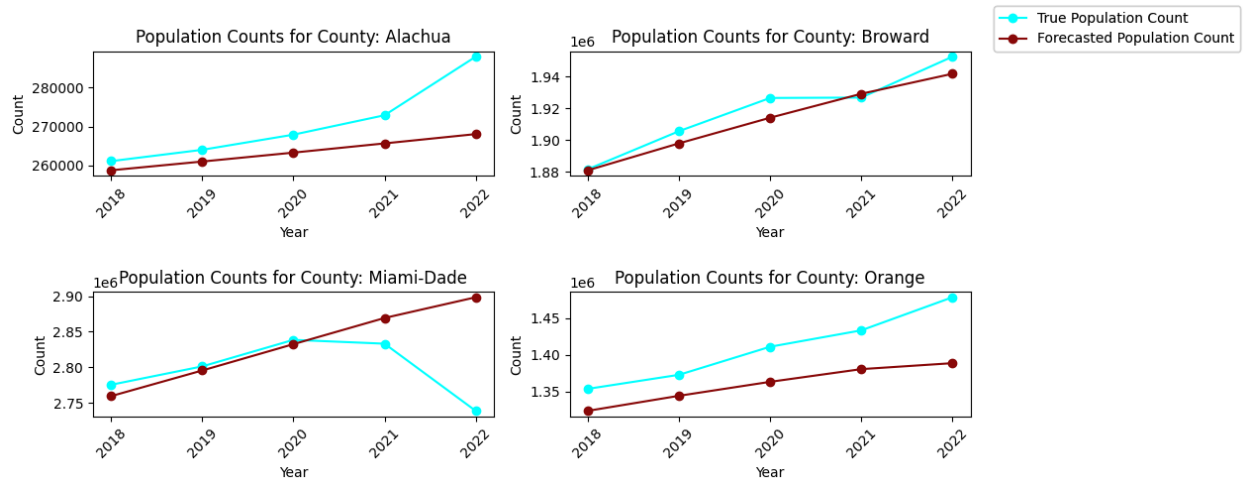 True Population Count
Forecasted Population Count
Population Counts for County: Alachua
Count
280000
270000
260000
2018
2019
2020
2021
2022
Year
Population Counts for County: Broward
1e6
Count
1.94
1.92
1.90
1.88
2018
2019
2020
2021
2022
Year
Population Counts for County: Miami-Dade
1e6
Count
2.90
2.85
2.80
2.75
2018
2019
2020
2021
2022
Year
Population Counts for County: Orange
1e6
Count
1.45
1.40
1.35
2018
2019
2020
2021
2022
Year